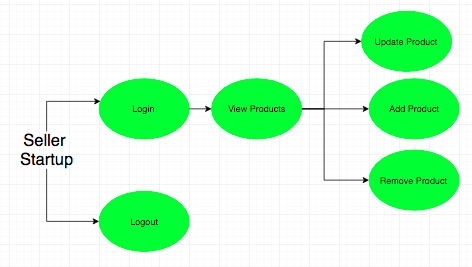 Update Product
Login
View Products
Add Product
Seller
Startup
Remove Product
Logout